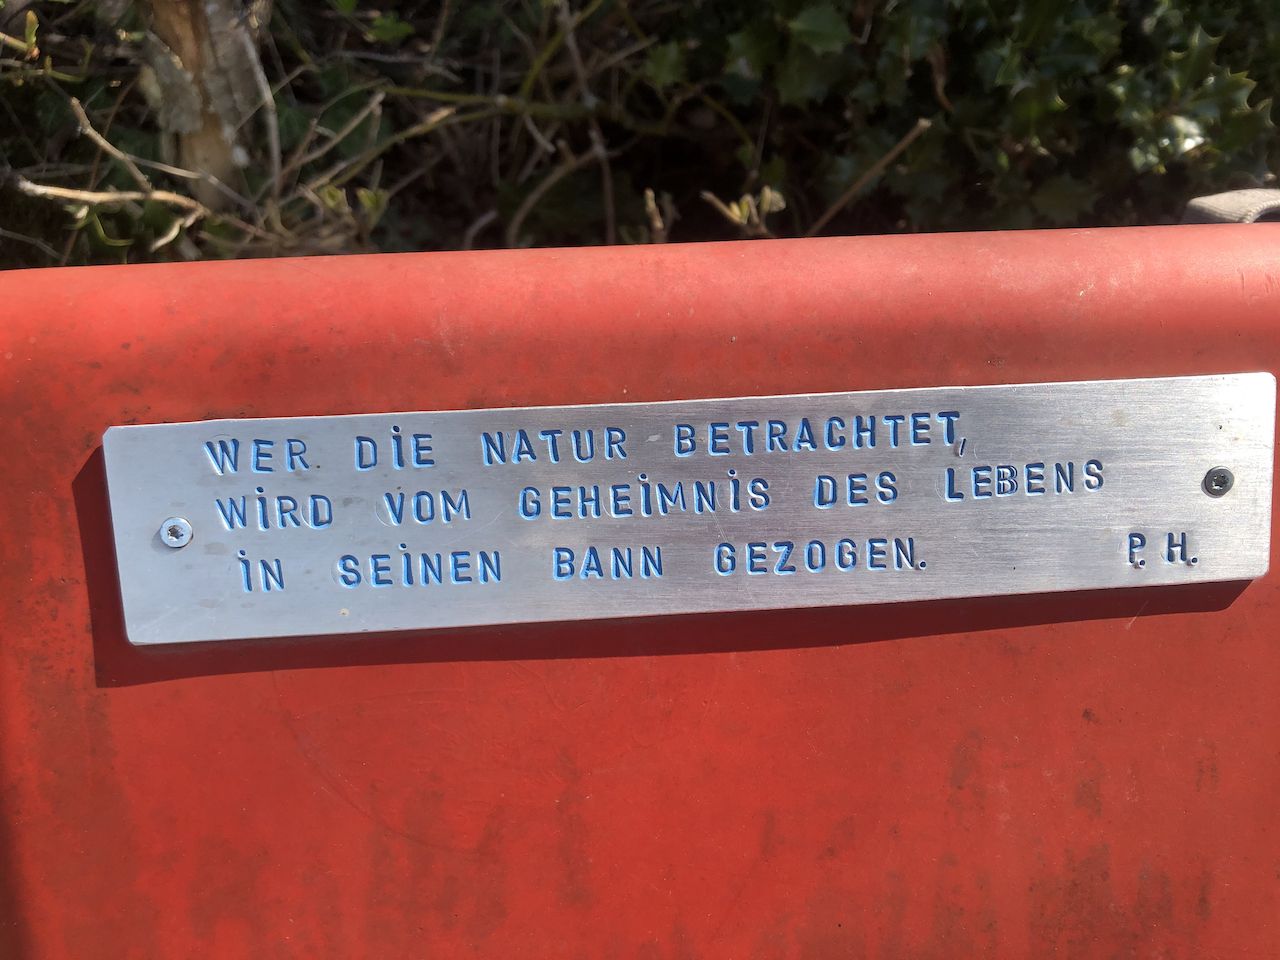 WER DiE NATUR BETRACHTET,
WiRD VOM GEHEiMNiS DES LEBENS
iN SEiNEN BANN GEZOGEN. P. H.